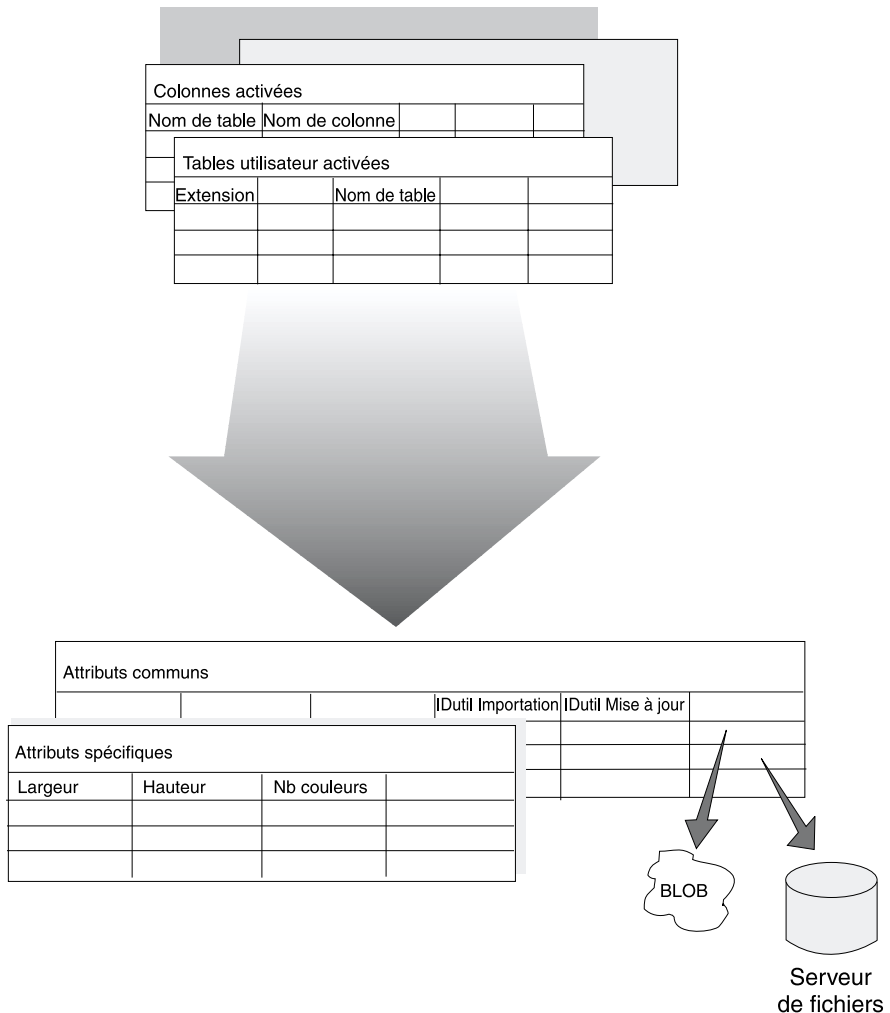 Colonnes activées
Nom de table Nom de colonne
Tables utilisateur activées
Extension Nom de table
Attributs communs
IDutil Importation IDutil Mise à jour
Attributs spécifiques
Largeur Hauteur Nb couleurs
BLOB
Serveur
de fichiers